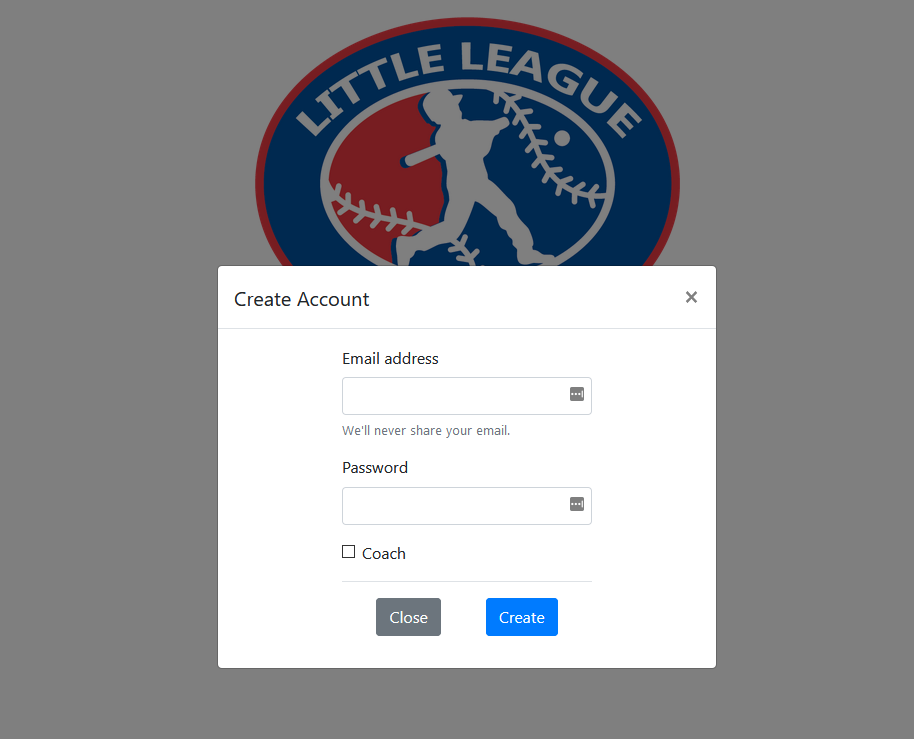 LITTLE LEAGUE
Create Account
×
Email address
We'll never share your email.
Password
Coach
Close
Create